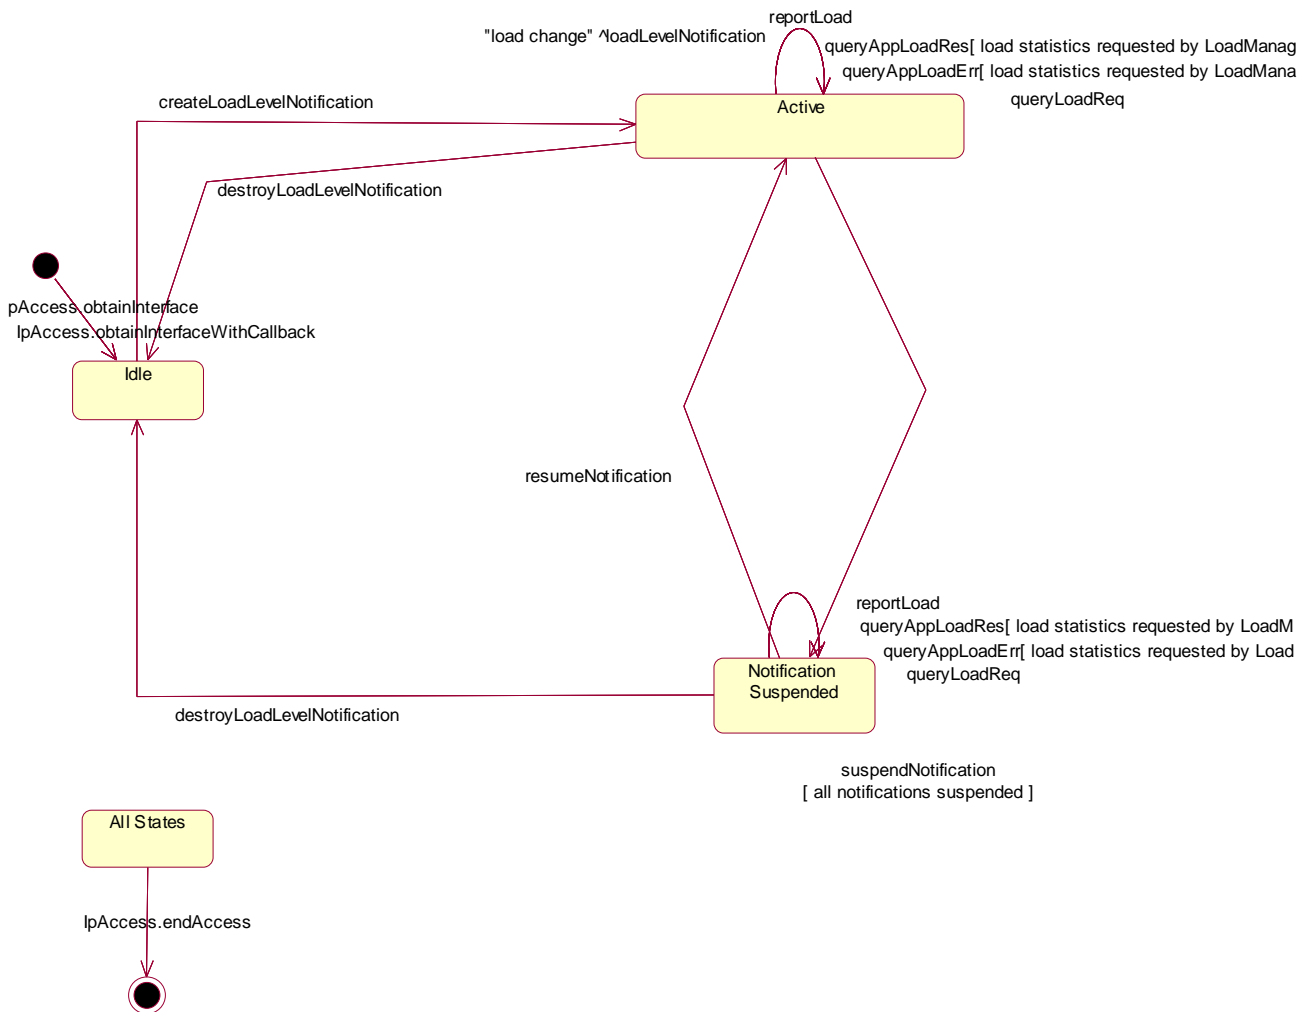 reportLoad
"load change" ^loadLevelNotification
queryAppLoadRes[ load statistics requested by LoadManag
queryAppLoadErr[ load statistics requested by LoadMana
queryLoadReq
Active
createLoadLevelNotification
destroyLoadLevelNotification
pAccess.obtainInterface
IpAccess.obtainInterfaceWithCallback
Idle
resumeNotification
reportLoad
queryAppLoadRes[ load statistics requested by LoadM
queryAppLoadErr[ load statistics requested by Load
queryLoadReq
Notification
Suspended
destroyLoadLevelNotification
suspendNotification
[ all notifications suspended ]
All States
IpAccess.endAccess